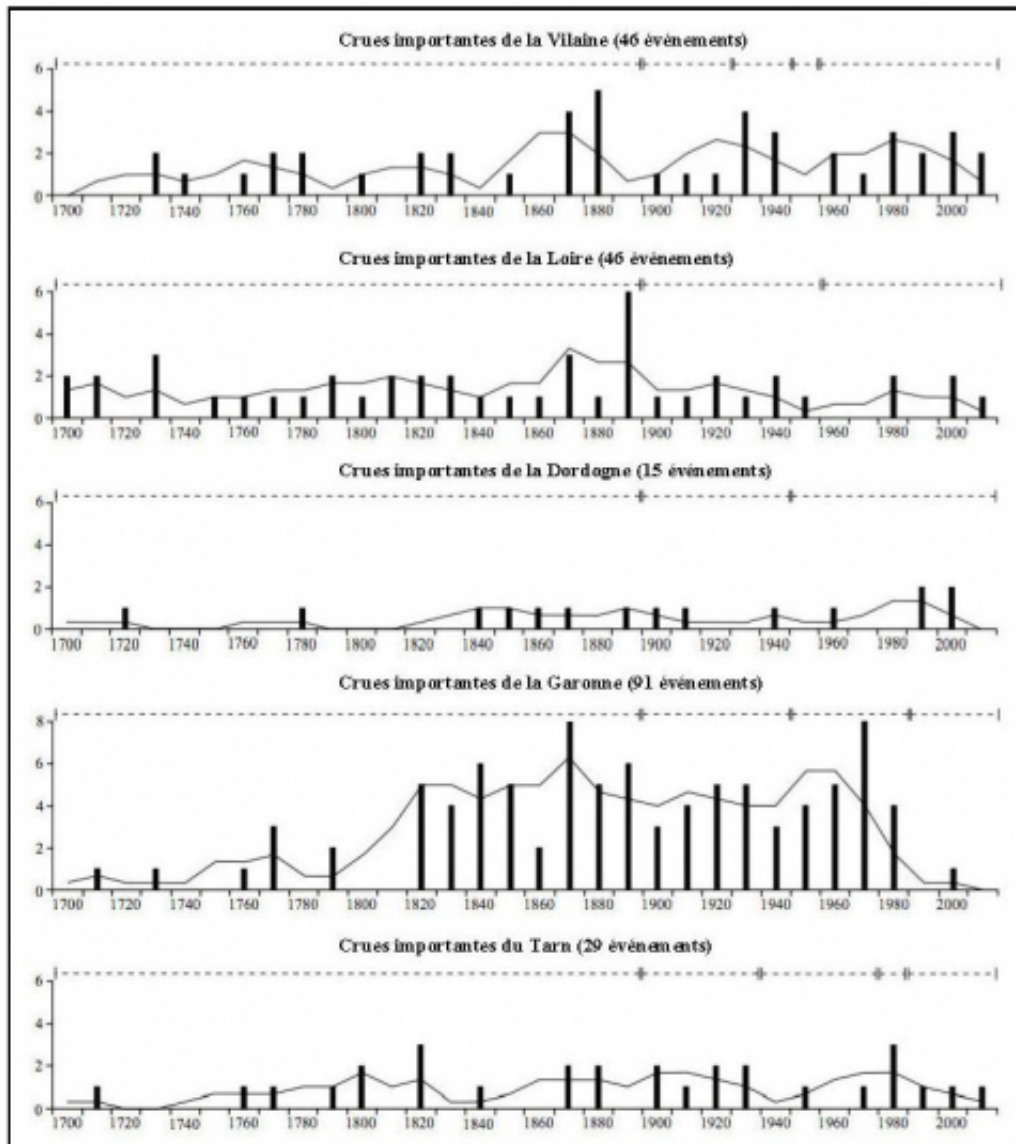 Crues importantes de la Vilaine (46 événements)
6
4
2
0
1700 1720 1740 1760 1780 1800 1820 1840 1860 1880 1900 1920 1940 1960 1980 2000
Crues importantes de la Loire (46 événements)
6
4
2
0
1700 1720 1740 1760 1780 1800 1820 1840 1860 1880 1900 1920 1940 1960 1980 2000
Crues importantes de la Dordogne (15 événements)
6
4
2
0
1700 1720 1740 1760 1780 1800 1820 1840 1860 1880 1900 1920 1940 1960 1980 2000
Crues importantes de la Garonne (91 événements)
8
6
4
2
0
1700 1720 1740 1760 1780 1800 1820 1840 1860 1880 1900 1920 1940 1960 1980 2000
Crues importantes du Tarn (29 événements)
6
4
2
0
1700 1720 1740 1760 1780 1800 1820 1840 1860 1880 1900 1920 1940 1960 1980 2000